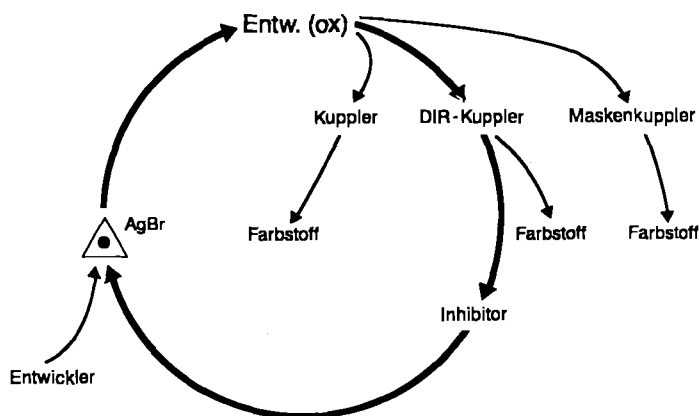 Entw. (ox)
Kuppler
DIR-Kuppler
Maskenkuppler
AgBr
Farbstoff
Farbstoff
Farbstoff
Inhibitor
Entwickler